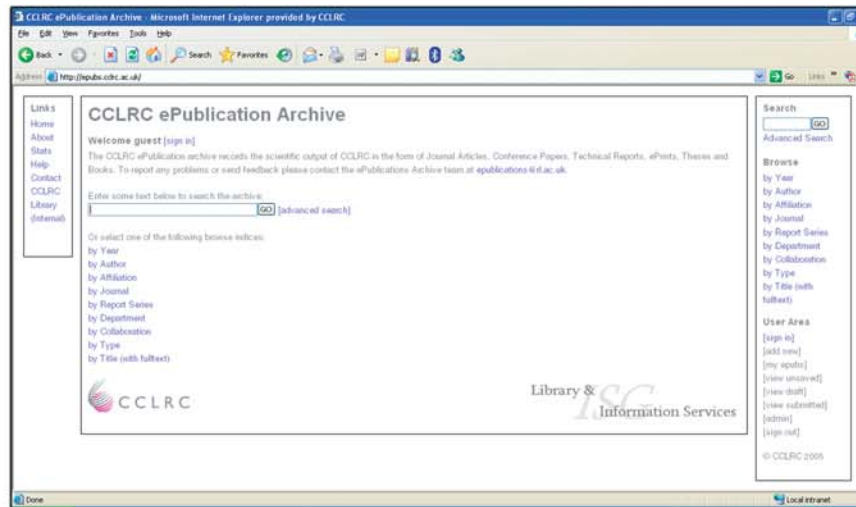 CCLRC ePublication Archive - Microsoft Internet Explorer provided by CCLRC
File Edit View Favorites Tools Help
Back Search Favorites
Address http://epubs.cclrc.ac.uk/ Go Links
Links
Home
About
Stats
Help
Contact
CCLRC
Library
(Internal)
CCLRC ePublication Archive
Welcome guest [sign in]
The CCLRC ePublication archive records the scientific output of CCLRC in the form of Journal Articles, Conference Papers, Technical Reports, ePrints, Theses and
Books. To report any problems or send feedback please contact the ePublications Archive team at epublications@rl.ac.uk.
Enter some text below to search the archive:
GO [advanced search]
Or select one of the following browse indices:
by Year
by Author
by Affiliation
by Journal
by Report Series
by Department
by Collaboration
by Type
by Title (with fulltext)
CCLRC
Library &
ISG
Information Services
Search
GO
Advanced Search
Browse
by Year
by Author
by Affiliation
by Journal
by Report Series
by Department
by Collaboration
by Type
by Title (with
fulltext)
User Area
[sign in]
[add new]
[my epubs]
[view unsaved]
[view draft]
[view submitted]
[admin]
[sign out]
© CCLRC 2005
Done Local intranet